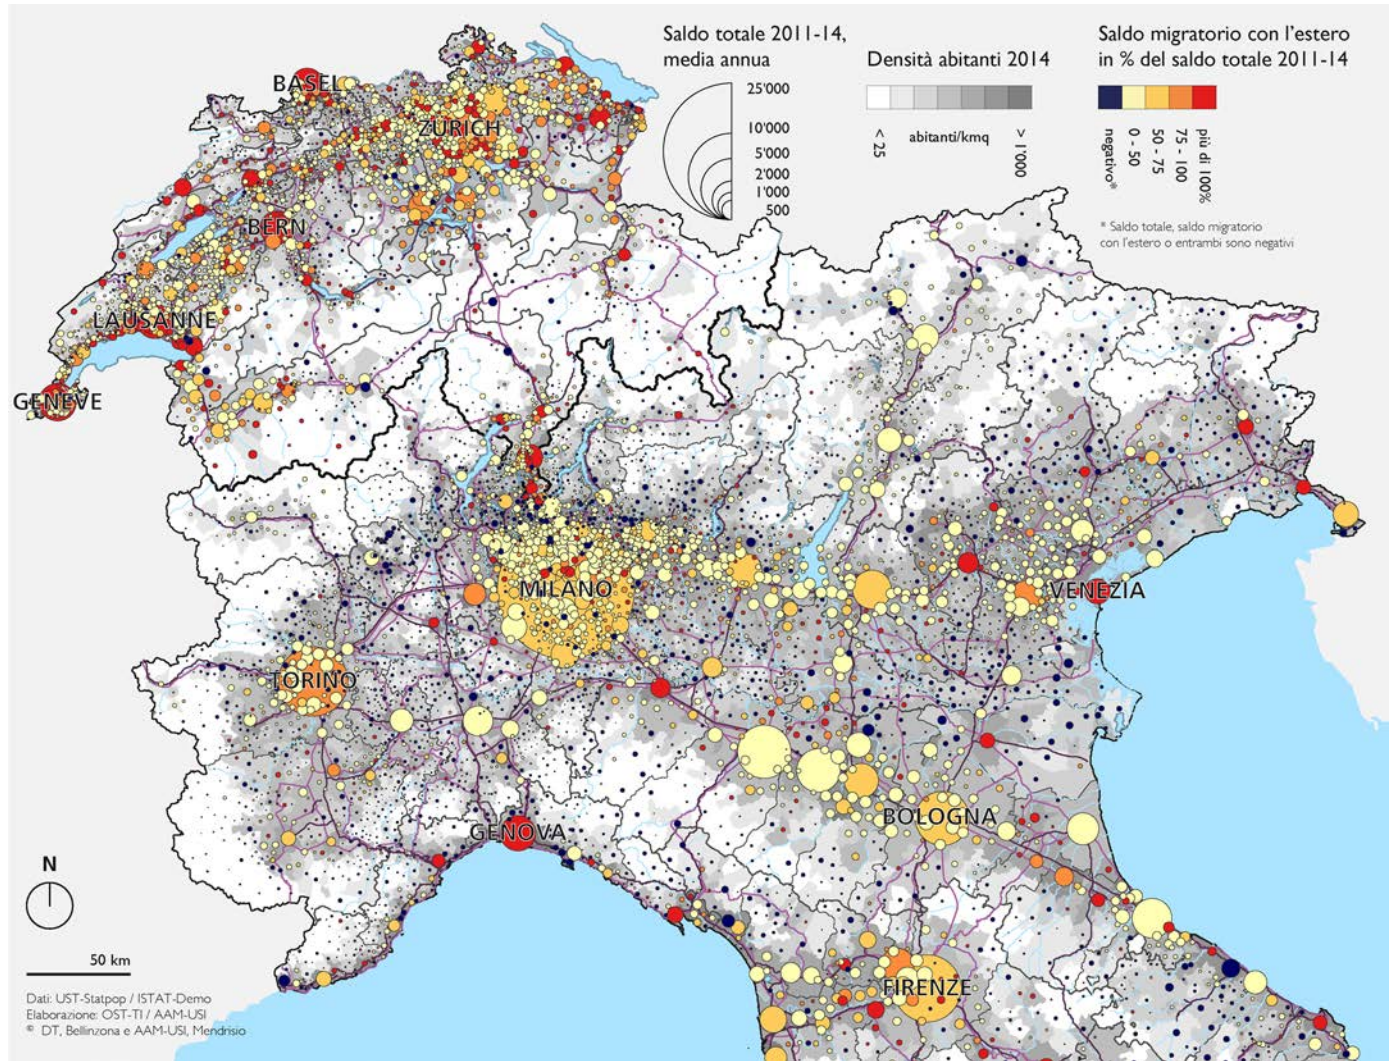 Saldo totale 2011-14,
media annua
25'000
10'000
5'000
2'000
1'000
500
Densità abitanti 2014
< 25
abitanti/kmq
> 1'000
Saldo migratorio con l'estero
in % del saldo totale 2011-14
negativo*
0 - 50
50 - 75
75 - 100
più di 100%
* Saldo totale, saldo migratorio
con l'estero o entrambi sono negativi
BASEL
ZÜRICH
BERN
LAUSANNE
GENÈVE
MILANO
VENEZIA
TORINO
GENOVA
BOLOGNA
FIRENZE
N
50 km
Dati: UST-Statpop / ISTAT-Demo
Elaborazione: OST-TI / AAM-USI
© DT, Bellinzona e AAM-USI, Mendrisio